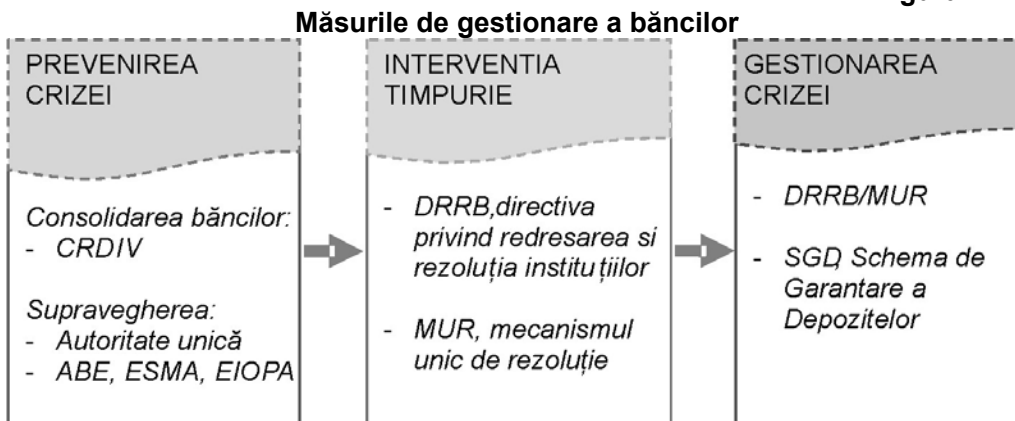 Măsurile de gestionare a băncilor
PREVENIREA
CRIZEI
Consolidarea băncilor:
- CRDIV
Supravegherea:
- Autoritate unică
- ABE, ESMA, EIOPA
INTERVENTIA
TIMPURIE
- DRRB,directiva
privind redresarea si
rezoluția instituțiilor
- MUR, mecanismul
unic de rezoluție
GESTIONAREA
CRIZEI
- DRRB/MUR
- SGD, Schema de
Garantare a
Depozitelor